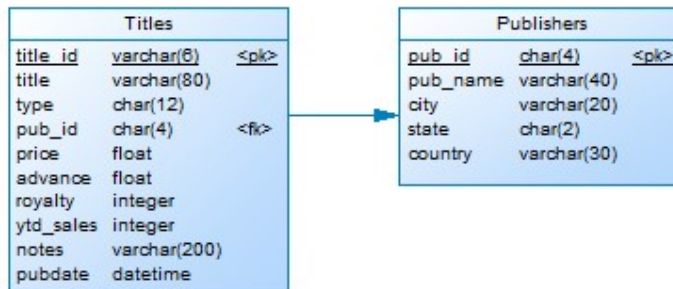 Titles
title_id varchar(6) <pk>
title varchar(80)
type char(12)
pub_id char(4) <fk>
price float
advance float
royalty integer
ytd_sales integer
notes varchar(200)
pubdate datetime
Publishers
pub_id char(4) <pk>
pub_name varchar(40)
city varchar(20)
state char(2)
country varchar(30)